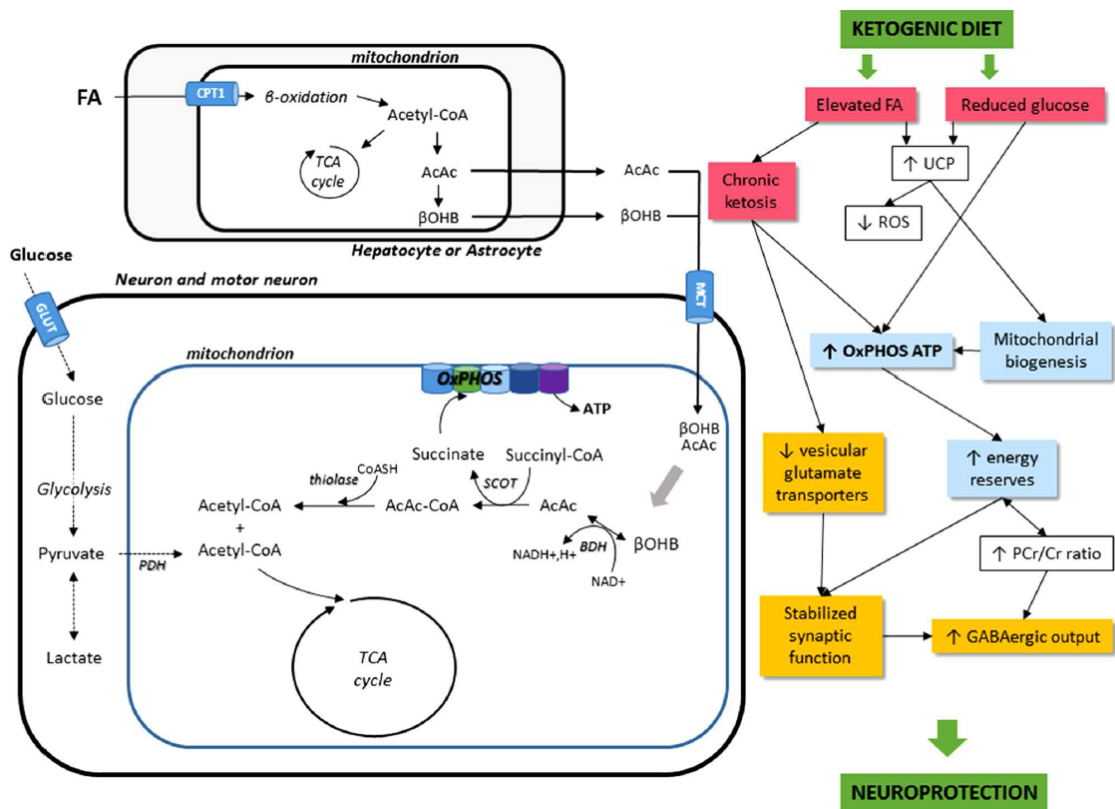 mitochondrion
FA
CPT1
β-oxidation
Acetyl-CoA
TCA
cycle
AcAc
βOHB
AcAc
βOHB
Hepatocyte or Astrocyte
Glucose
GLUT
Neuron and motor neuron
MCT
mitochondrion
OxPHOS
ATP
Glucose
Glycolysis
Pyruvate
Lactate
PDH
Succinate
Succinyl-CoA
SCOT
CoASH
thiolase
Acetyl-CoA
+
Acetyl-CoA
AcAc-CoA
AcAc
βOHB
AcAc
βOHB
BDH
NADH+,H+
NAD+
TCA
cycle
KETOGENIC DIET
Elevated FA
Reduced glucose
↑ UCP
Chronic
ketosis
↓ ROS
↑ OxPHOS ATP
Mitochondrial
biogenesis
↓ vesicular
glutamate
transporters
↑ energy
reserves
↑ PCr/Cr ratio
Stabilized
synaptic
function
↑ GABAergic output
NEUROPROTECTION